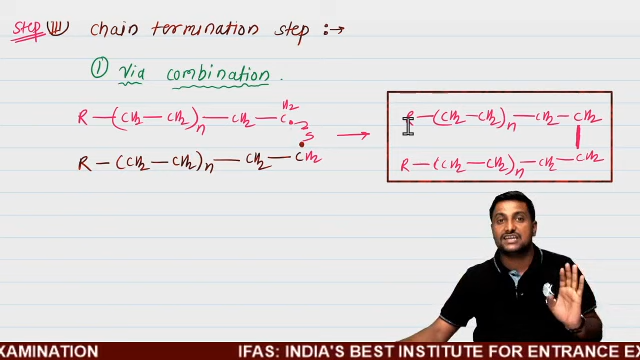 Step III chain termination step :→
① via combination.
R —(CH2 — CH2)n — CH2 — CH2
R — (CH2 — CH2)n — CH2 — CH2
→
R —(CH2—CH2)n — CH2 — CH2
R — (CH2—CH2)n — CH2 — CH2
EXAMINATION IFAS: INDIA'S BEST INSTITUTE FOR ENTRANCE EX